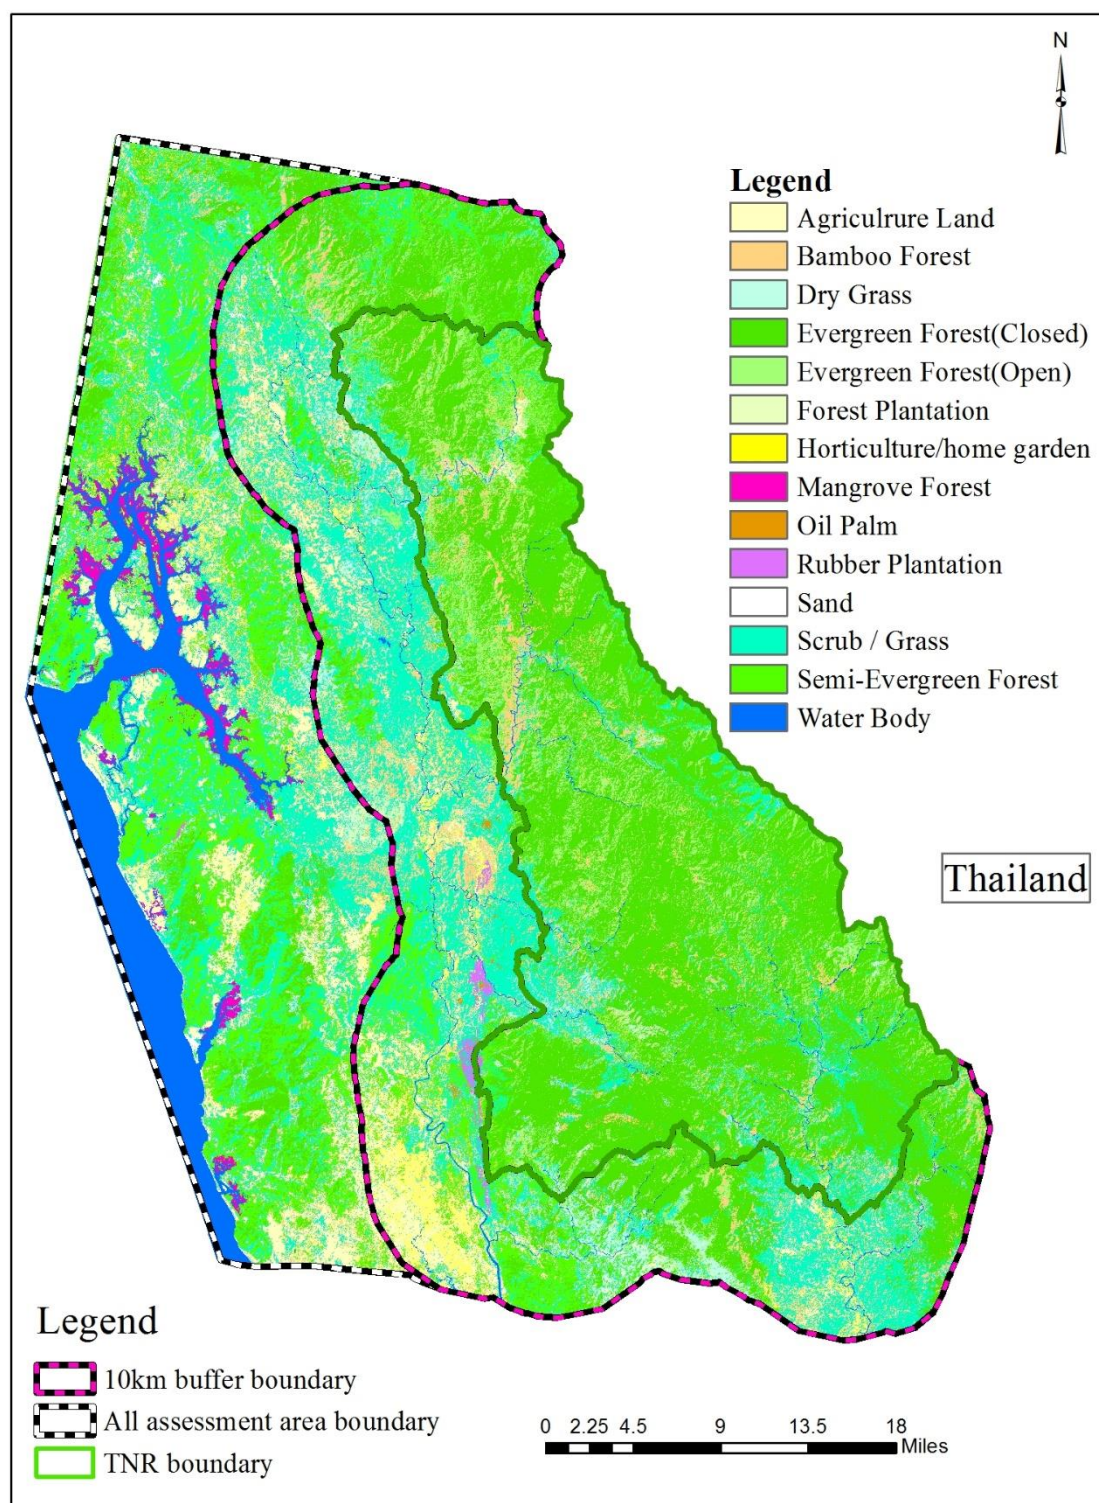 N
Legend
Agriculrure Land
Bamboo Forest
Dry Grass
Evergreen Forest(Closed)
Evergreen Forest(Open)
Forest Plantation
Horticulture/home garden
Mangrove Forest
Oil Palm
Rubber Plantation
Sand
Scrub / Grass
Semi-Evergreen Forest
Water Body
Thailand
Legend
10km buffer boundary
All assessment area boundary
TNR boundary
0 2.25 4.5 9 13.5 18
Miles